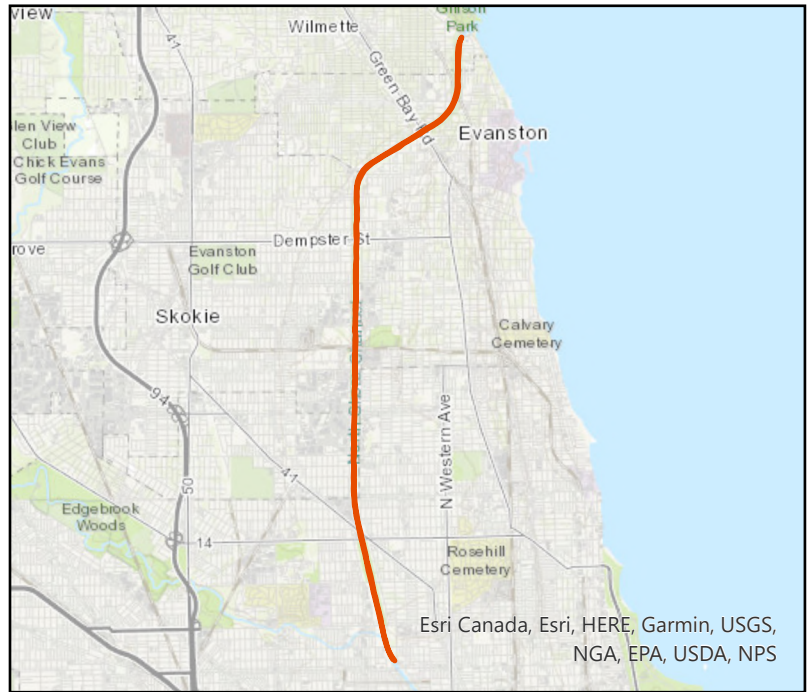 view
Gillson
Park
Wilmette
41
Green Bay Rd
Evanston
len View
Club
Chick Evans
Golf Course
Dempster St
rove
Evanston
Golf Club
Skokie
Calvary
Cemetery
94
N Western Ave
41
50
Edgebrook
Woods
14
Rosehill
Cemetery
Esri Canada, Esri, HERE, Garmin, USGS,
NGA, EPA, USDA, NPS